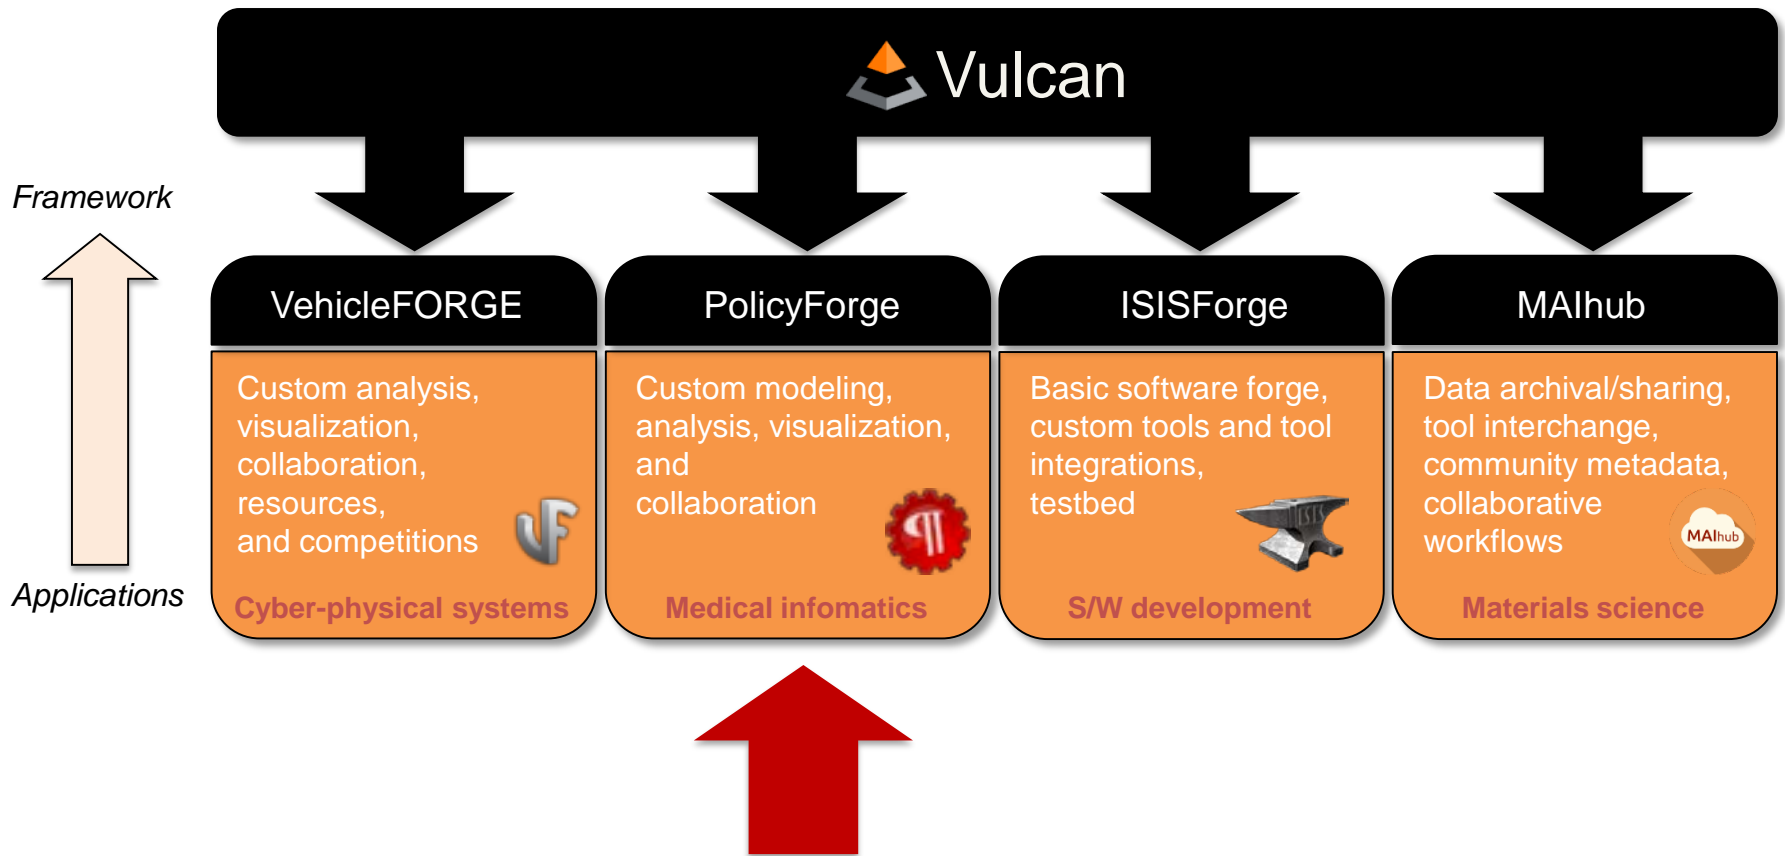 Vulcan
Framework
Applications
VehicleFORGE
Custom analysis,
visualization,
collaboration,
resources,
and competitions
Cyber-physical systems
PolicyForge
Custom modeling,
analysis, visualization,
and
collaboration
¶
Medical infomatics
ISISForge
Basic software forge,
custom tools and tool
integrations,
testbed
ISIS
S/W development
MAIhub
Data archival/sharing,
tool interchange,
community metadata,
collaborative
workflows
MAIhub
Materials science